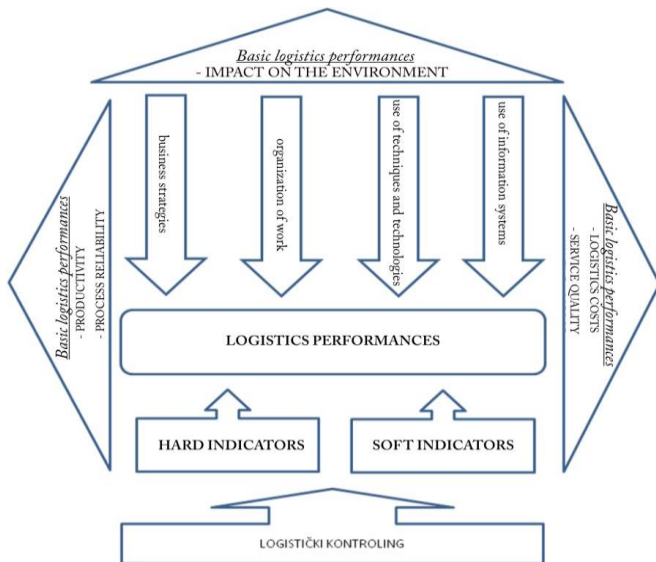 Basic logistics performances
- IMPACT ON THE ENVIRONMENT
business strategies
organization of work
use of techniques and technologies
use of information systems
Basic logistics performances
- PRODUCTIVITY
- PROCESS RELIABILITY
Basic logistics performances
- LOGISTICS COSTS
- SERVICE QUALITY
LOGISTICS PERFORMANCES
HARD INDICATORS
SOFT INDICATORS
LOGISTIČKI KONTROLING